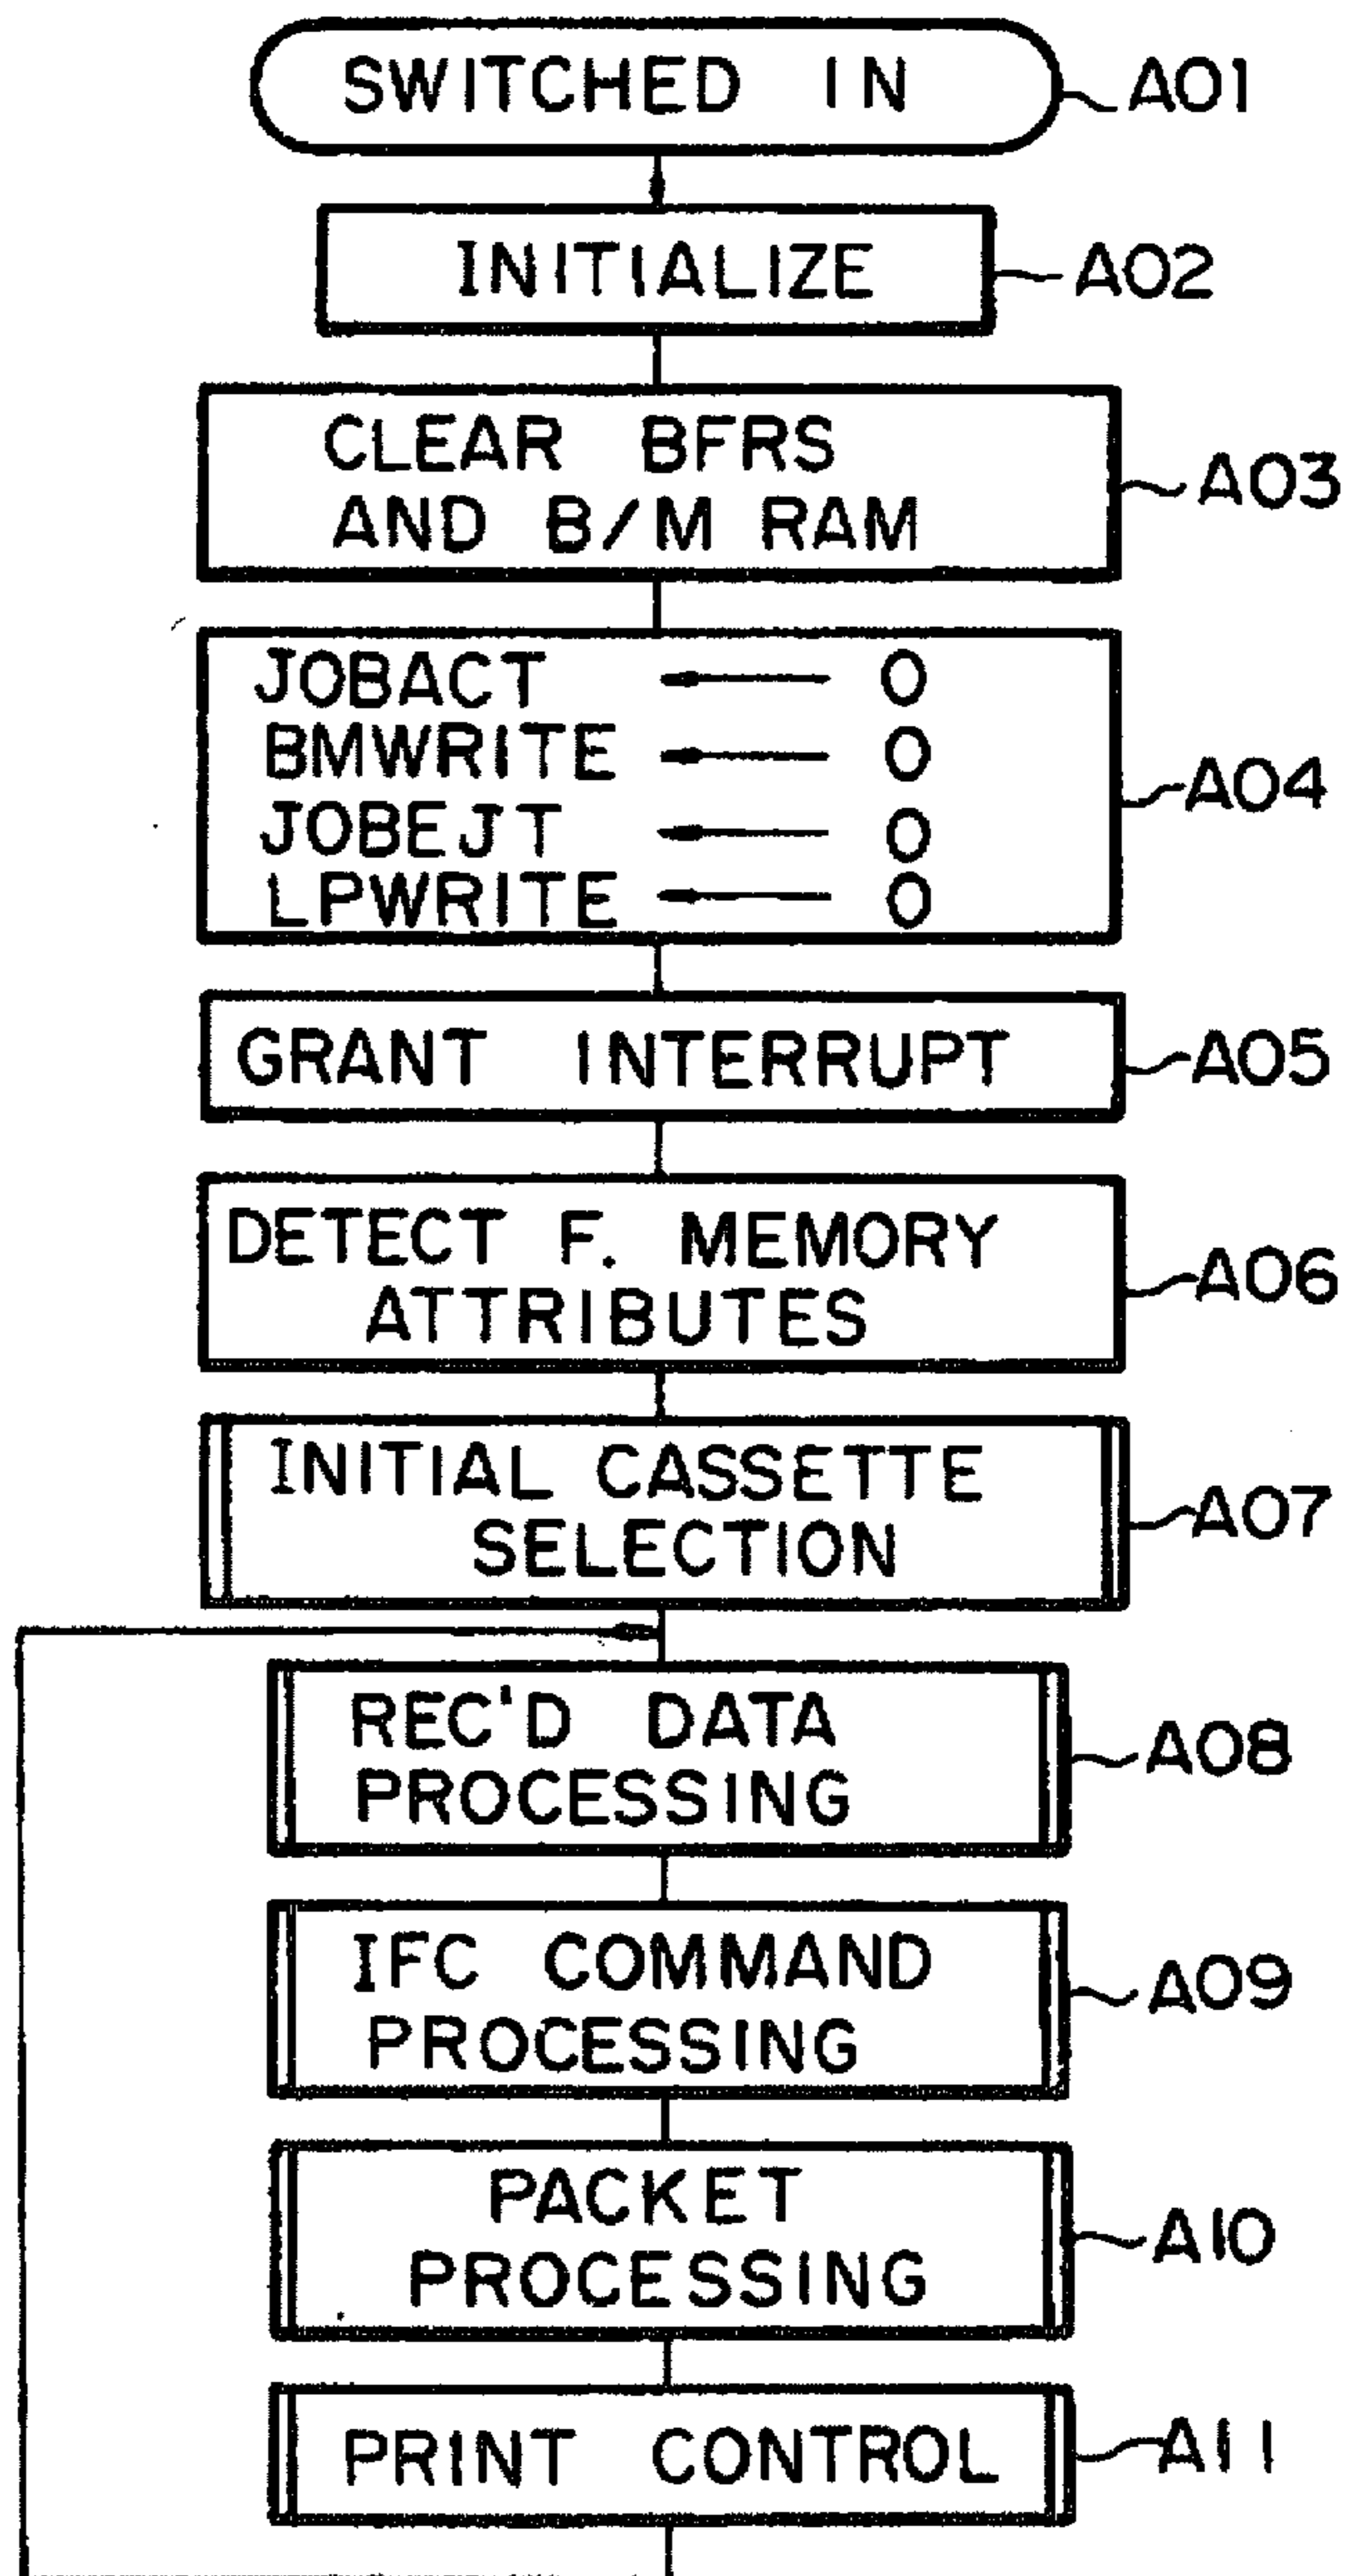 SWITCHED IN A01
INITIALIZE A02
CLEAR BFRS
AND B/M RAM
A03
JOBACT ← 0
BMWRITE ← 0
JOBEJT ← 0
LPWRITE ← 0
A04
GRANT INTERRUPT A05
DETECT F. MEMORY
ATTRIBUTES
A06
INITIAL CASSETTE
SELECTION
A07
REC'D DATA
PROCESSING
A08
IFC COMMAND
PROCESSING
A09
PACKET
PROCESSING
A10
PRINT CONTROL A11